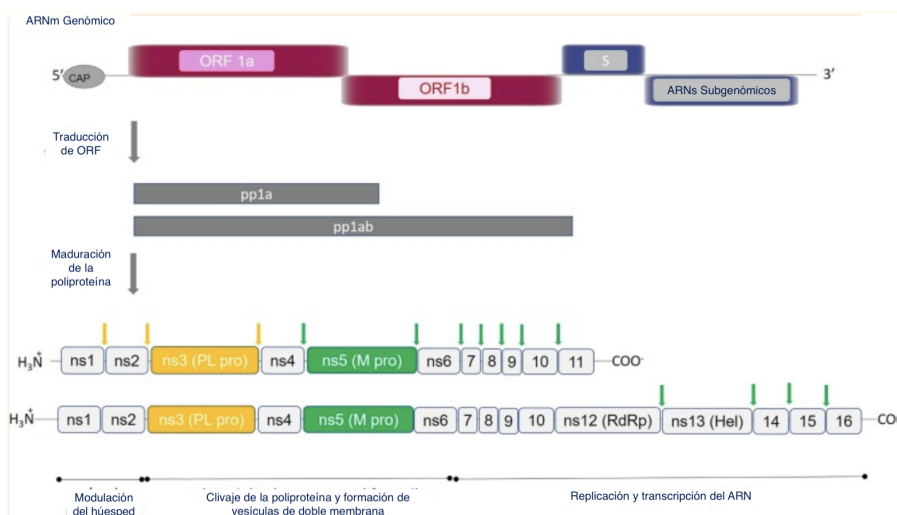 ARNm Genómico
5’ CAP ORF 1a S 3’
ORF1b ARNs Subgenómicos
Traducción
de ORF
pp1a
pp1ab
Maduración
de la
poliproteína
H₃N⁺ ns1 ns2 ns3 (PL pro) ns4 ns5 (M pro) ns6 7 8 9 10 11 COO⁻
H₃N⁺ ns1 ns2 ns3 (PL pro) ns4 ns5 (M pro) ns6 7 8 9 10 ns12 (RdRp) ns13 (Hel) 14 15 16 CO
Modulación
del húesped
Clivaje de la poliproteína y formación de
vesículas de doble membrana
Replicación y transcripción del ARN